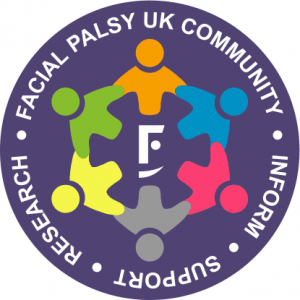 FACIAL PALSY UK COMMUNITY • INFORM • SUPPORT • RESEARCH •
F